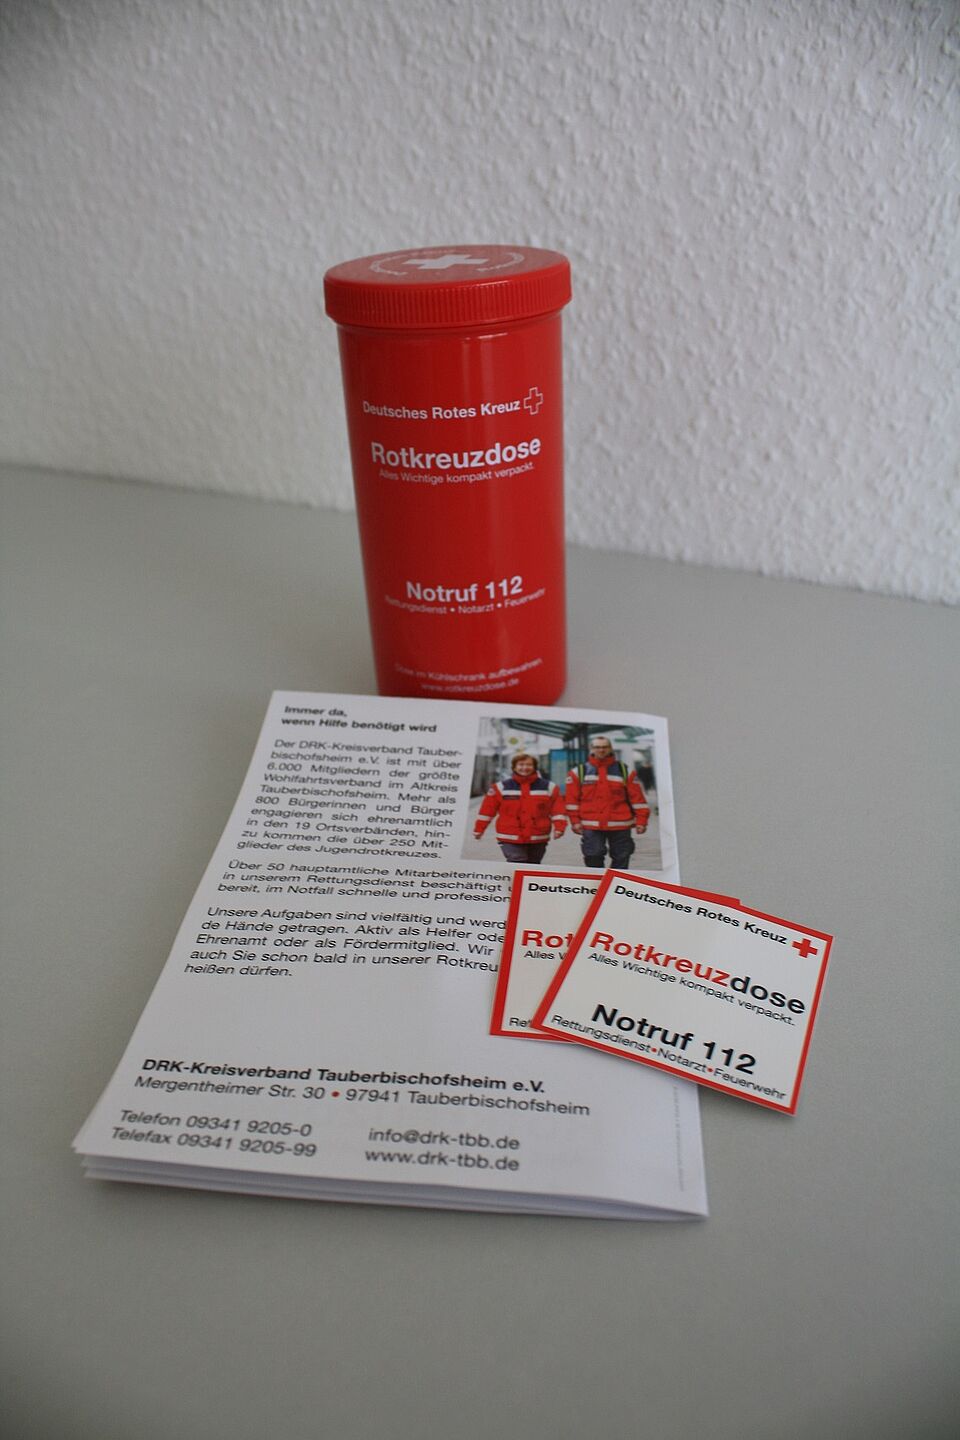 Deutsches Rotes Kreuz
Rotkreuzdose
Alles Wichtige kompakt verpackt.
Notruf 112
Rettungsdienst • Notarzt • Feuerwehr
Dose im Kühlschrank aufbewahren
www.rotkreuzdose.de
Immer da,
wenn Hilfe benötigt wird
Der DRK-Kreisverband Tauber-
bischofsheim e.V. ist mit über
6.000 Mitgliedern der größte
Wohlfahrtsverband im Altkreis
Tauberbischofsheim. Mehr als
800 Bürgerinnen und Bürger
engagieren sich ehrenamtlich
in den 19 Ortsverbänden, hin-
zu kommen die über 250 Mit-
glieder des Jugendrotkreuzes.
Über 50 hauptamtliche Mitarbeiterinnen
in unserem Rettungsdienst beschäftigt
bereit, im Notfall schnelle und profession
Unsere Aufgaben sind vielfältig und werd
de Hände getragen. Aktiv als Helfer ode
Ehrenamt oder als Fördermitglied. Wir
auch Sie schon bald in unserer Rotkreu
heißen dürfen.
DRK-Kreisverband Tauberbischofsheim e.V.
Mergentheimer Str. 30 • 97941 Tauberbischofsheim
Telefon 09341 9205-0 info@drk-tbb.de
Telefax 09341 9205-99 www.drk-tbb.de
Deutsche
Rot
Alles W
Ret
Deutsches Rotes Kreuz
Rotkreuzdose
Alles Wichtige kompakt verpackt.
Notruf 112
Rettungsdienst•Notarzt•Feuerwehr